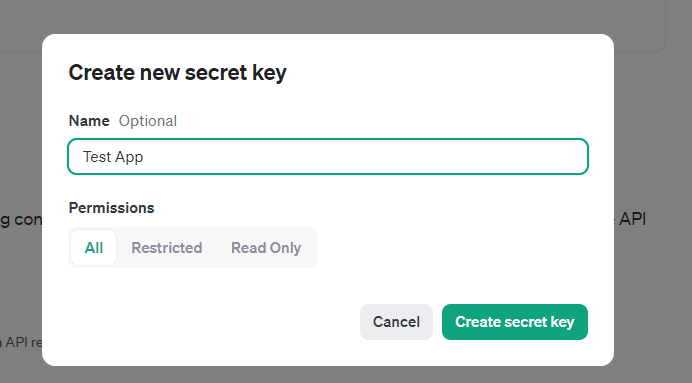 Create new secret key
Name Optional
Test App
g con
API
Permissions
All Restricted Read Only
Cancel Create secret key
API re